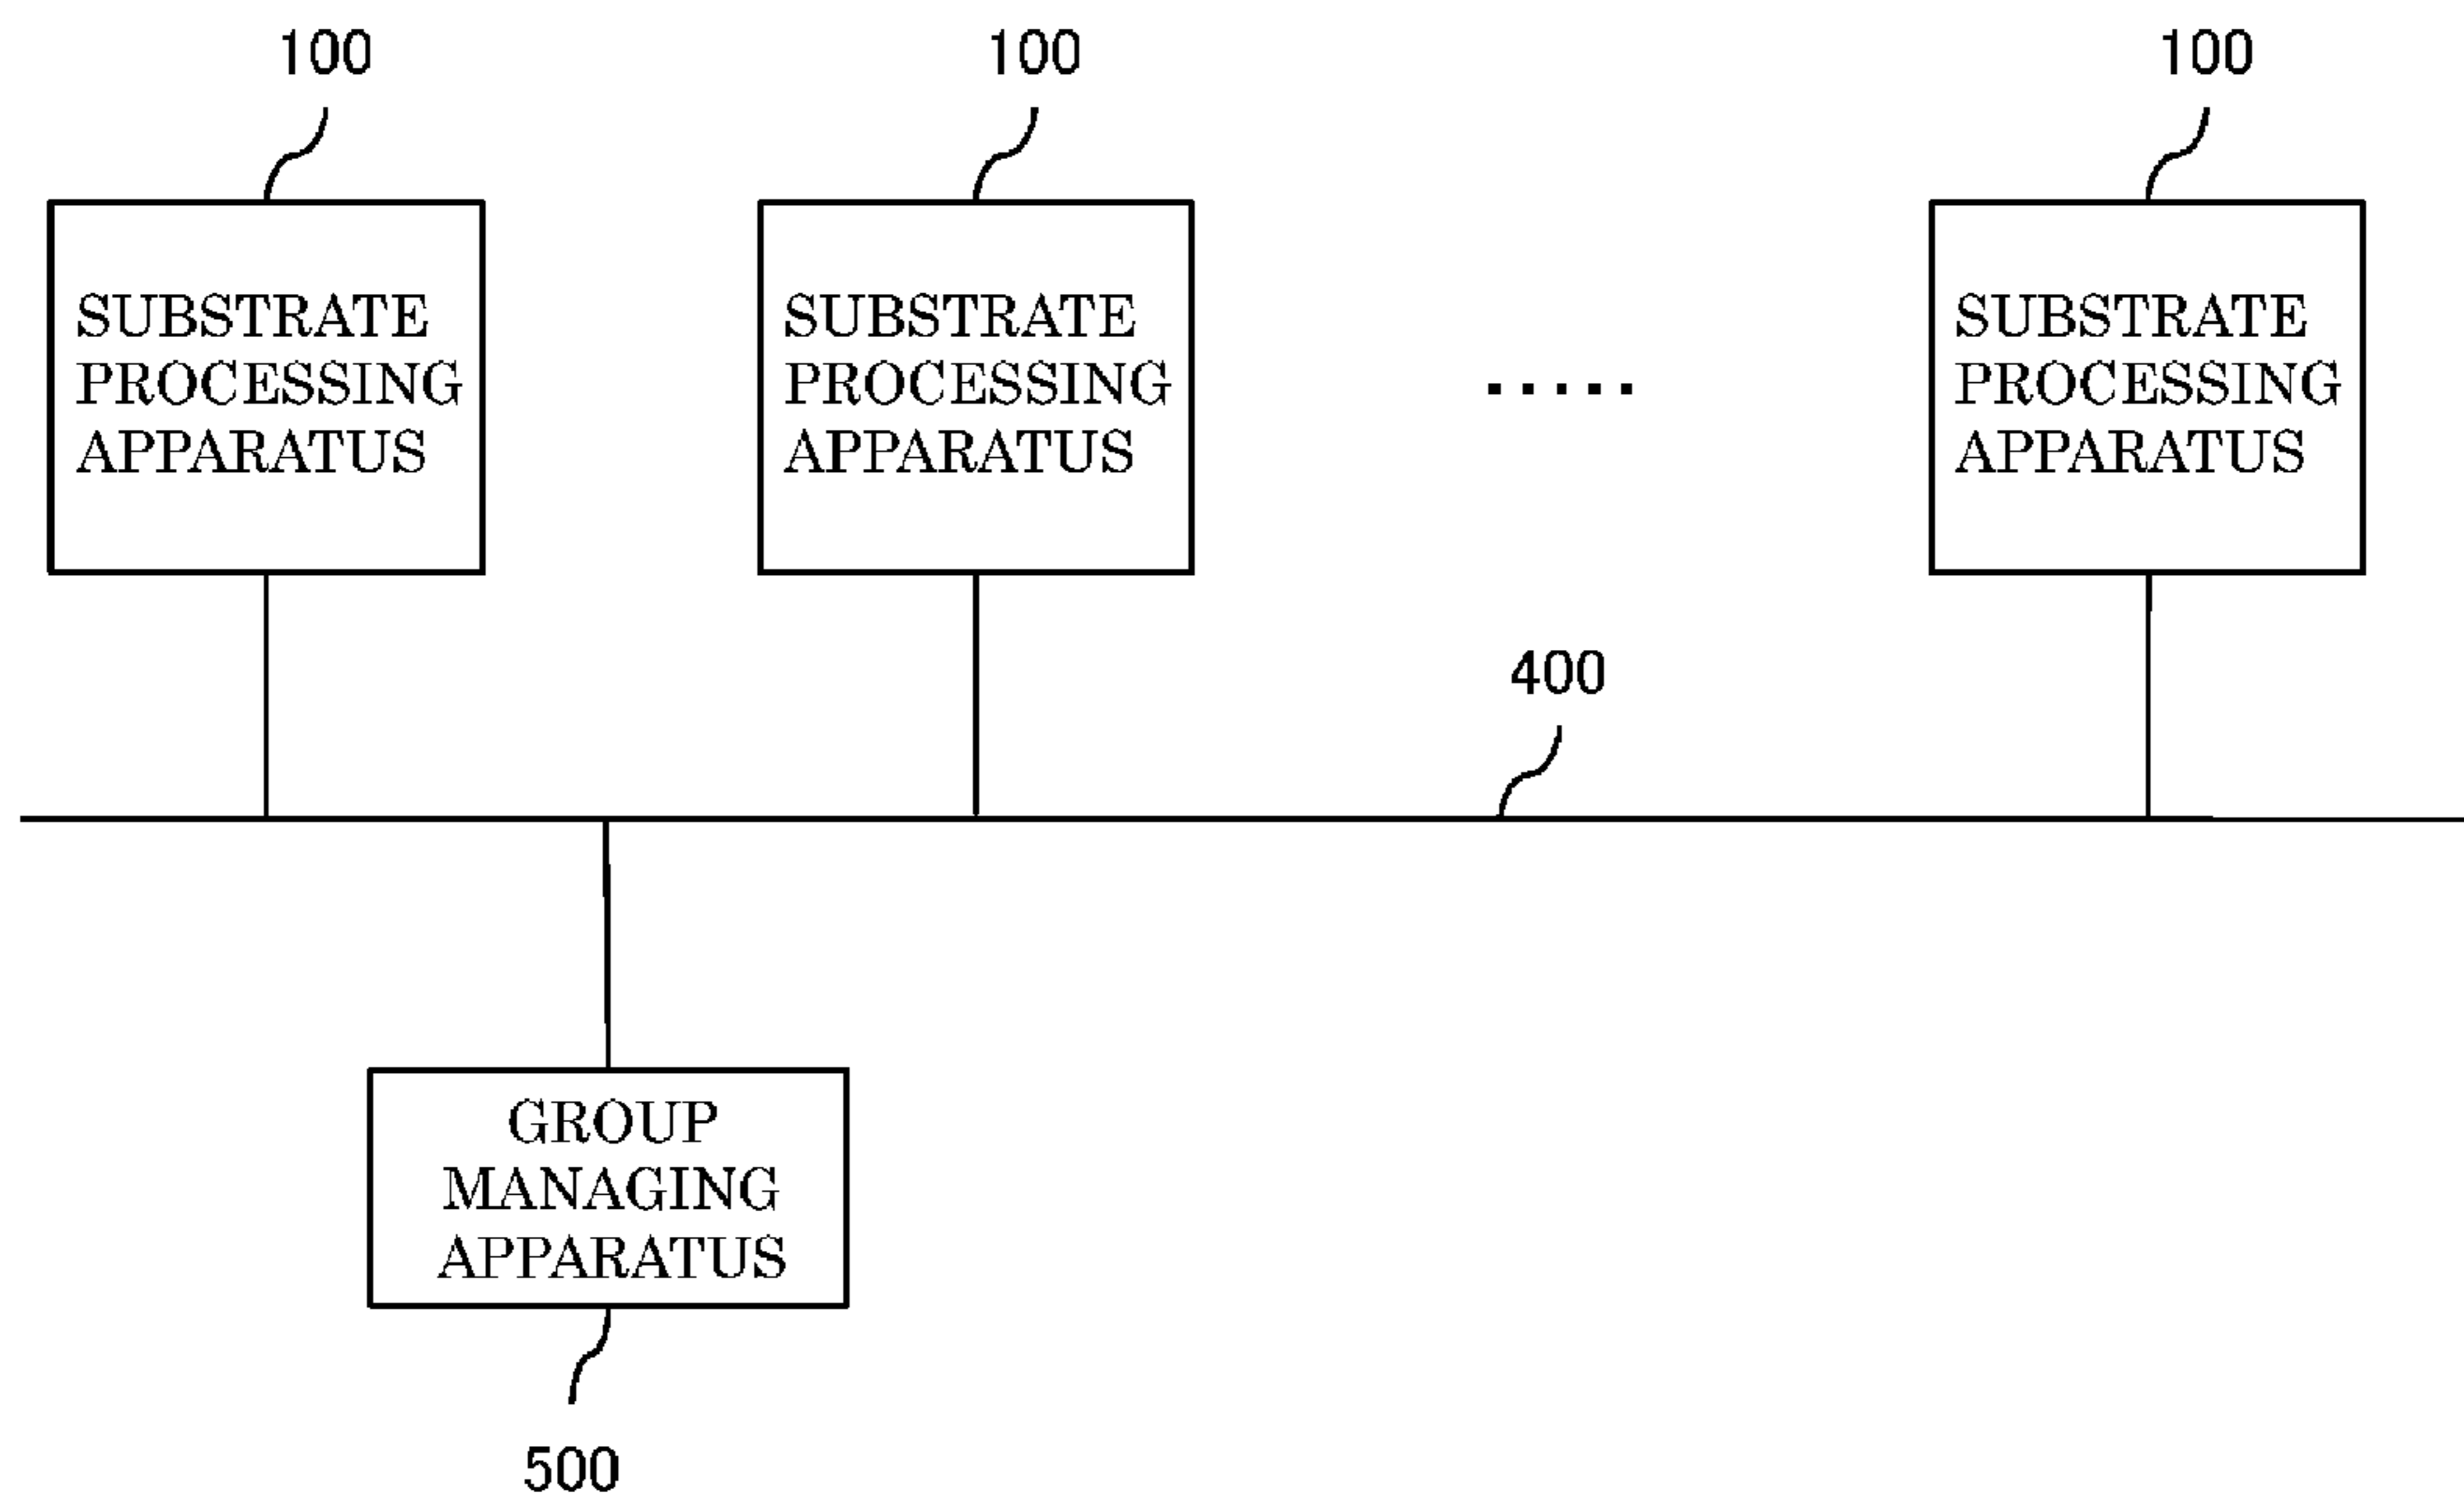 100
100
100
SUBSTRATE
PROCESSING
APPARATUS
SUBSTRATE
PROCESSING
APPARATUS
.....
SUBSTRATE
PROCESSING
APPARATUS
400
GROUP
MANAGING
APPARATUS
500